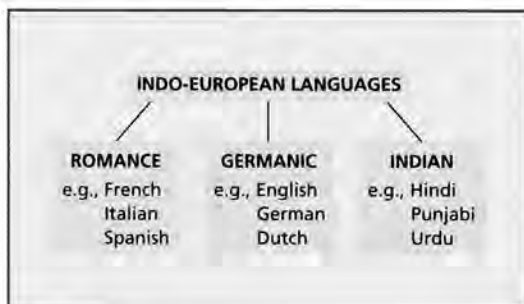 INDO-EUROPEAN LANGUAGES
ROMANCE
e.g., French
Italian
Spanish
GERMANIC
e.g., English
German
Dutch
INDIAN
e.g., Hindi
Punjabi
Urdu